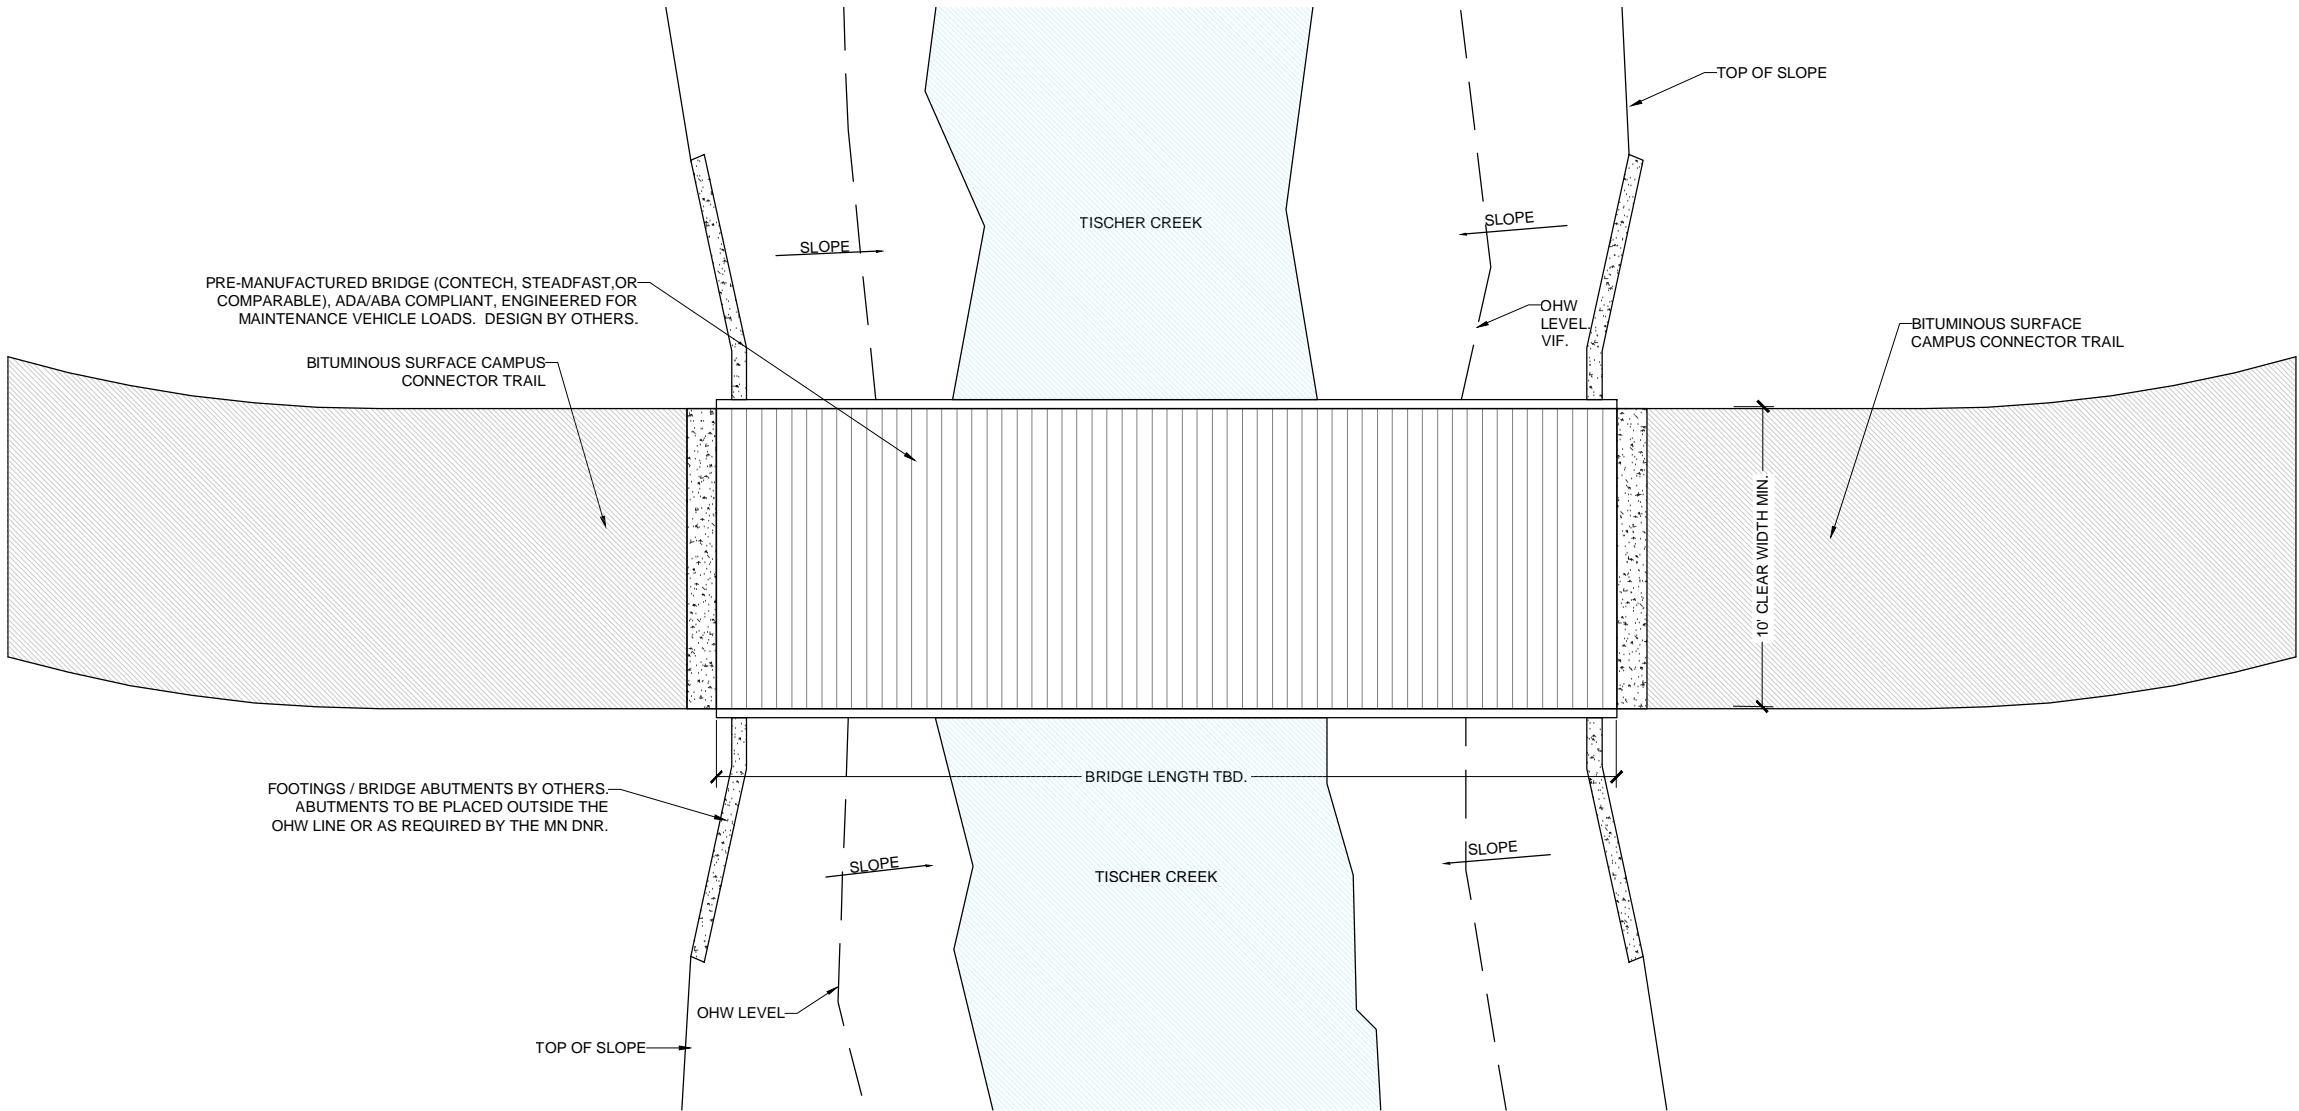 TOP OF SLOPE
TISCHER CREEK
SLOPE
SLOPE
PRE-MANUFACTURED BRIDGE (CONTECH, STEADFAST,OR
COMPARABLE), ADA/ABA COMPLIANT, ENGINEERED FOR
MAINTENANCE VEHICLE LOADS. DESIGN BY OTHERS.
OHW
LEVEL.
VIF.
BITUMINOUS SURFACE
CAMPUS CONNECTOR TRAIL
BITUMINOUS SURFACE CAMPUS
CONNECTOR TRAIL
10' CLEAR WIDTH MIN.
BRIDGE LENGTH TBD.
FOOTINGS / BRIDGE ABUTMENTS BY OTHERS.
ABUTMENTS TO BE PLACED OUTSIDE THE
OHW LINE OR AS REQUIRED BY THE MN DNR.
SLOPE
SLOPE
TISCHER CREEK
OHW LEVEL
TOP OF SLOPE